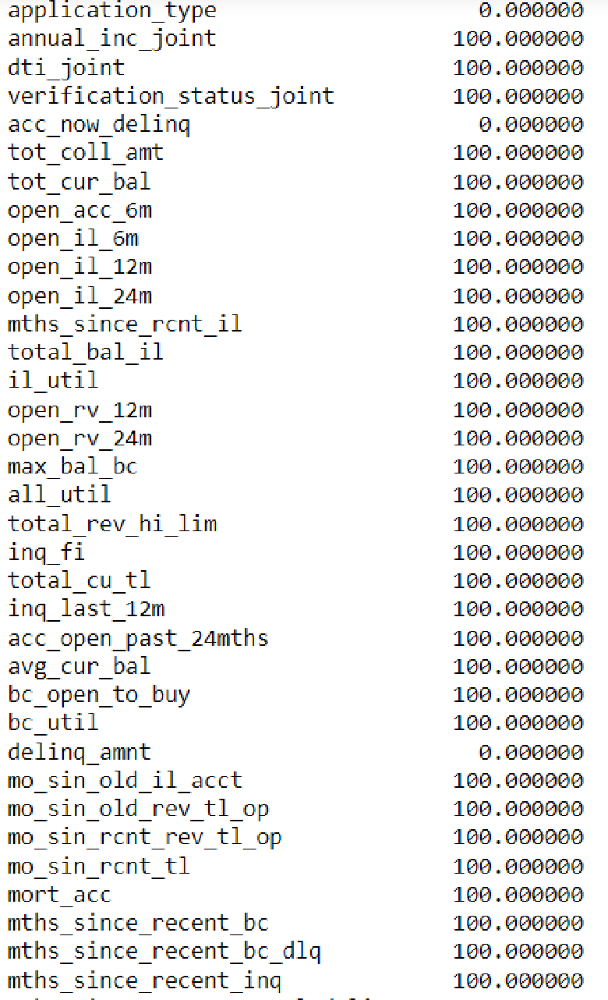 application_type 0.000000
annual_inc_joint 100.000000
dti_joint 100.000000
verification_status_joint 100.000000
acc_now_delinq 0.000000
tot_coll_amt 100.000000
tot_cur_bal 100.000000
open_acc_6m 100.000000
open_il_6m 100.000000
open_il_12m 100.000000
open_il_24m 100.000000
mths_since_rcnt_il 100.000000
total_bal_il 100.000000
il_util 100.000000
open_rv_12m 100.000000
open_rv_24m 100.000000
max_bal_bc 100.000000
all_util 100.000000
total_rev_hi_lim 100.000000
inq_fi 100.000000
total_cu_tl 100.000000
inq_last_12m 100.000000
acc_open_past_24mths 100.000000
avg_cur_bal 100.000000
bc_open_to_buy 100.000000
bc_util 100.000000
delinq_amnt 0.000000
mo_sin_old_il_acct 100.000000
mo_sin_old_rev_tl_op 100.000000
mo_sin_rcnt_rev_tl_op 100.000000
mo_sin_rcnt_tl 100.000000
mort_acc 100.000000
mths_since_recent_bc 100.000000
mths_since_recent_bc_dlq 100.000000
mths_since_recent_inq 100.000000